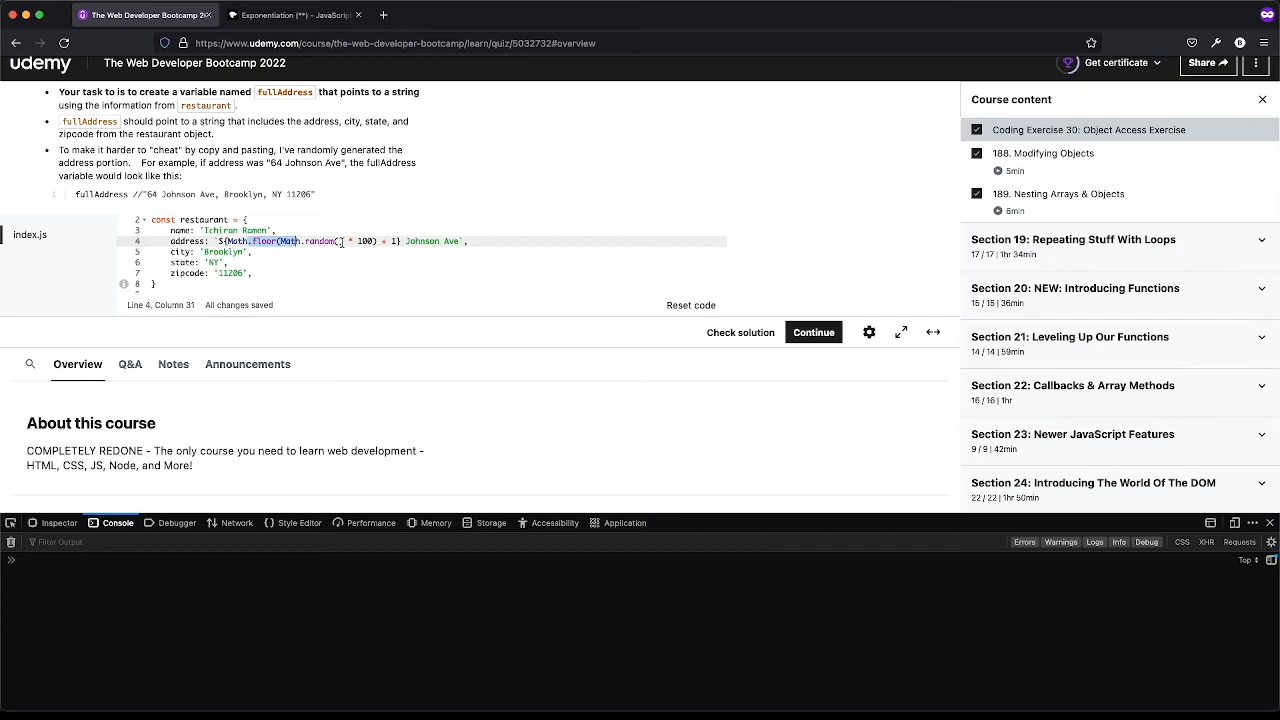 The Web Developer Bootcamp 20
Exponentiation (**) – JavaScript
https://www.udemy.com/course/the-web-developer-bootcamp/learn/quiz/5032732#overview
udemy
The Web Developer Bootcamp 2022
Get certificate
Share
Your task to is to create a variable named fullAddress that points to a string
using the information from restaurant .
fullAddress should point to a string that includes the address, city, state, and
zipcode from the restaurant object.
To make it harder to "cheat" by copy and pasting, I've randomly generated the
address portion. For example, if address was "64 Johnson Ave", the fullAddress
variable would look like this:
1 fullAddress //"64 Johnson Ave, Brooklyn, NY 11206"
index.js
2 const restaurant = {
3 name: 'Ichiran Ramen',
4 address: `${Math.floor(Math.random() * 100) + 1} Johnson Ave`,
5 city: 'Brooklyn',
6 state: 'NY',
7 zipcode: '11206',
8 }
Line 4, Column 31 All changes saved
Reset code
Check solution
Continue
Overview
Q&A
Notes
Announcements
About this course
COMPLETELY REDONE - The only course you need to learn web development -
HTML, CSS, JS, Node, and More!
Course content
Coding Exercise 30: Object Access Exercise
188. Modifying Objects
5min
189. Nesting Arrays & Objects
6min
Section 19: Repeating Stuff With Loops
17 / 17 | 1hr 34min
Section 20: NEW: Introducing Functions
15 / 15 | 36min
Section 21: Leveling Up Our Functions
14 / 14 | 59min
Section 22: Callbacks & Array Methods
16 / 16 | 1hr
Section 23: Newer JavaScript Features
9 / 9 | 42min
Section 24: Introducing The World Of The DOM
22 / 22 | 1hr 50min
Inspector
Console
Debugger
Network
Style Editor
Performance
Memory
Storage
Accessibility
Application
Filter Output
Errors
Warnings
Logs
Info
Debug
CSS
XHR
Requests
Top